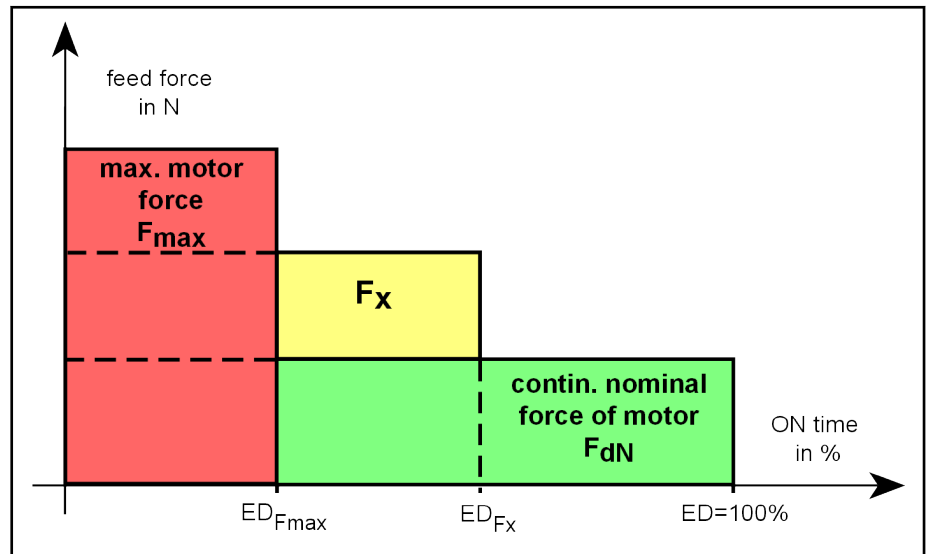 feed force
in N
max. motor
force
Fmax
Fx
contin. nominal
force of motor
FdN
ON time
in %
EDFmax
EDFx
ED=100%